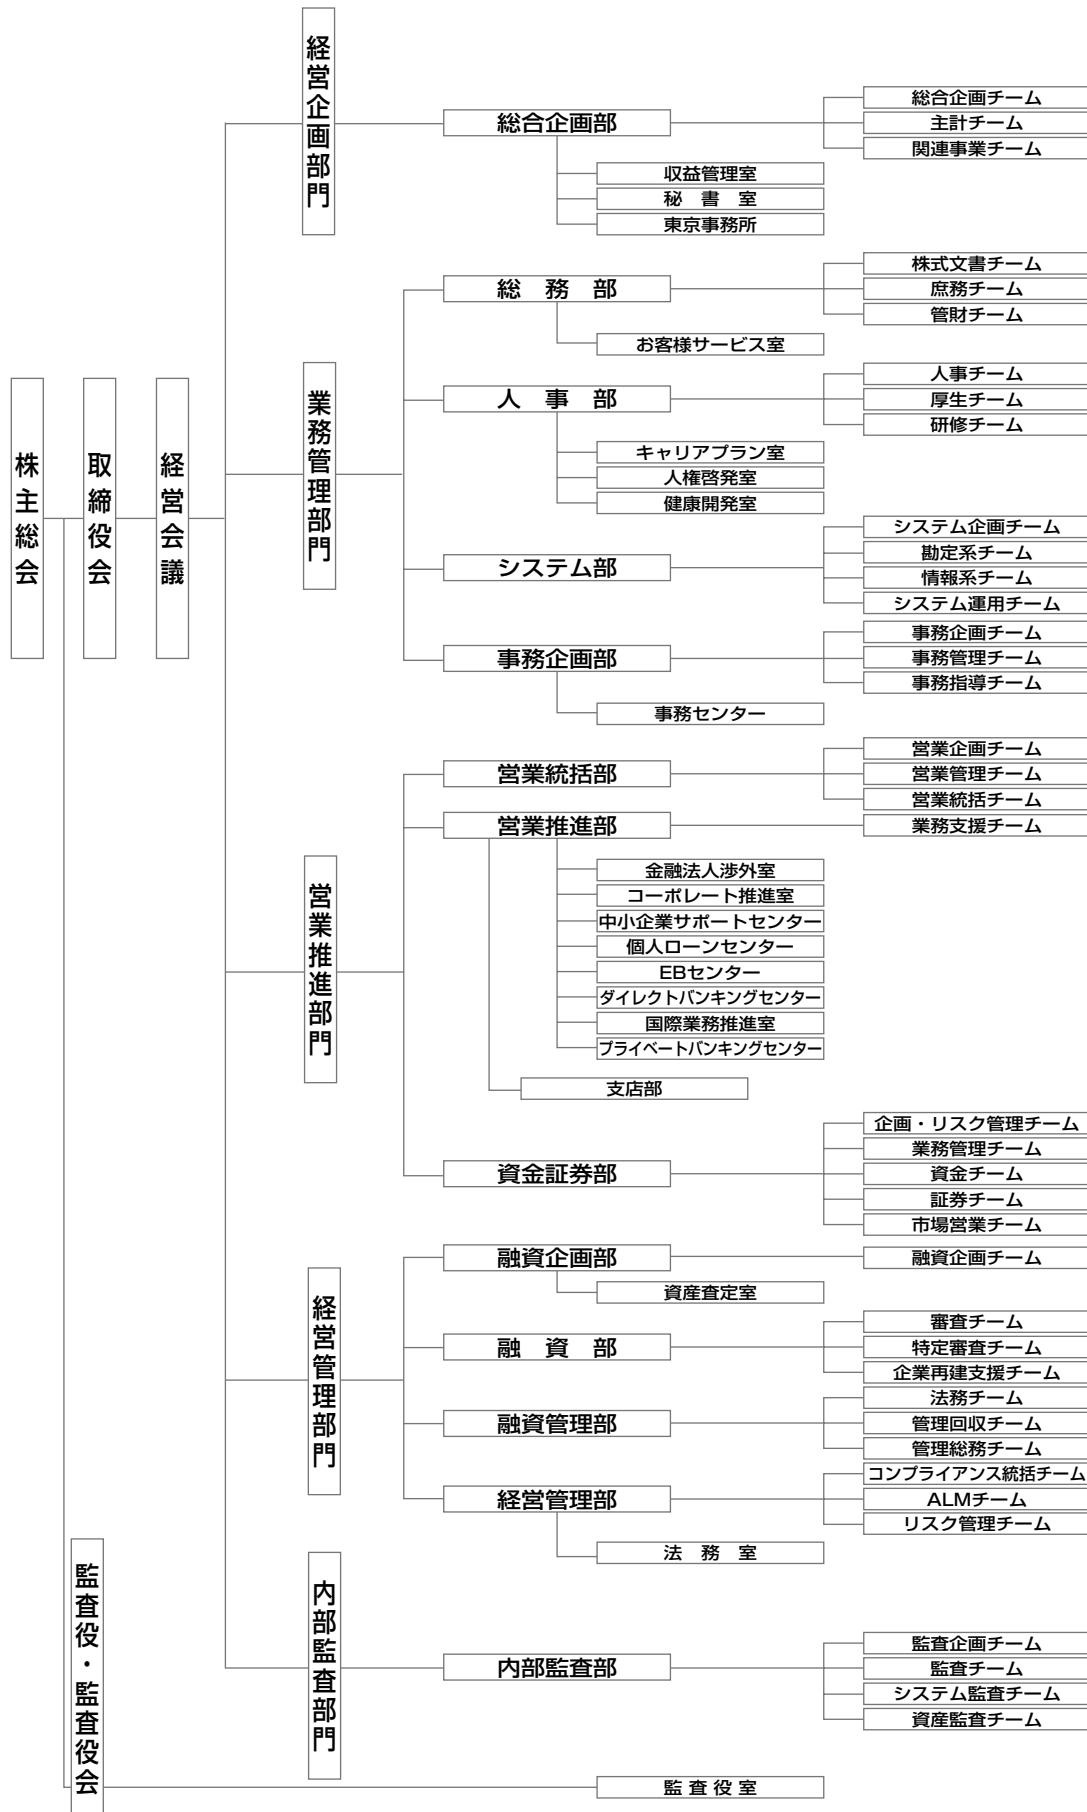 株主総会
取締役会
経営会議
監査役・監査役会
経営企画部門
総合企画部
総合企画チーム
主計チーム
関連事業チーム
収益管理室
秘 書 室
東京事務所
業務管理部門
総 務 部
株式文書チーム
庶務チーム
管財チーム
お客様サービス室
人 事 部
人事チーム
厚生チーム
研修チーム
キャリアプラン室
人権啓発室
健康開発室
システム部
システム企画チーム
勘定系チーム
情報系チーム
システム運用チーム
事務企画部
事務企画チーム
事務管理チーム
事務指導チーム
事務センター
営業推進部門
営業統括部
営業企画チーム
営業管理チーム
営業統括チーム
営業推進部
業務支援チーム
金融法人渉外室
コーポレート推進室
中小企業サポートセンター
個人ローンセンター
EBセンター
ダイレクトバンキングセンター
国際業務推進室
プライベートバンキングセンター
支店部
資金証券部
企画・リスク管理チーム
業務管理チーム
資金チーム
証券チーム
市場営業チーム
経営管理部門
融資企画部
融資企画チーム
資産査定室
融 資 部
審査チーム
特定審査チーム
企業再建支援チーム
融資管理部
法務チーム
管理回収チーム
管理総務チーム
経営管理部
コンプライアンス統括チーム
ALMチーム
リスク管理チーム
法 務 室
内部監査部門
内部監査部
監査企画チーム
監査チーム
システム監査チーム
資産監査チーム
監 査 役 室